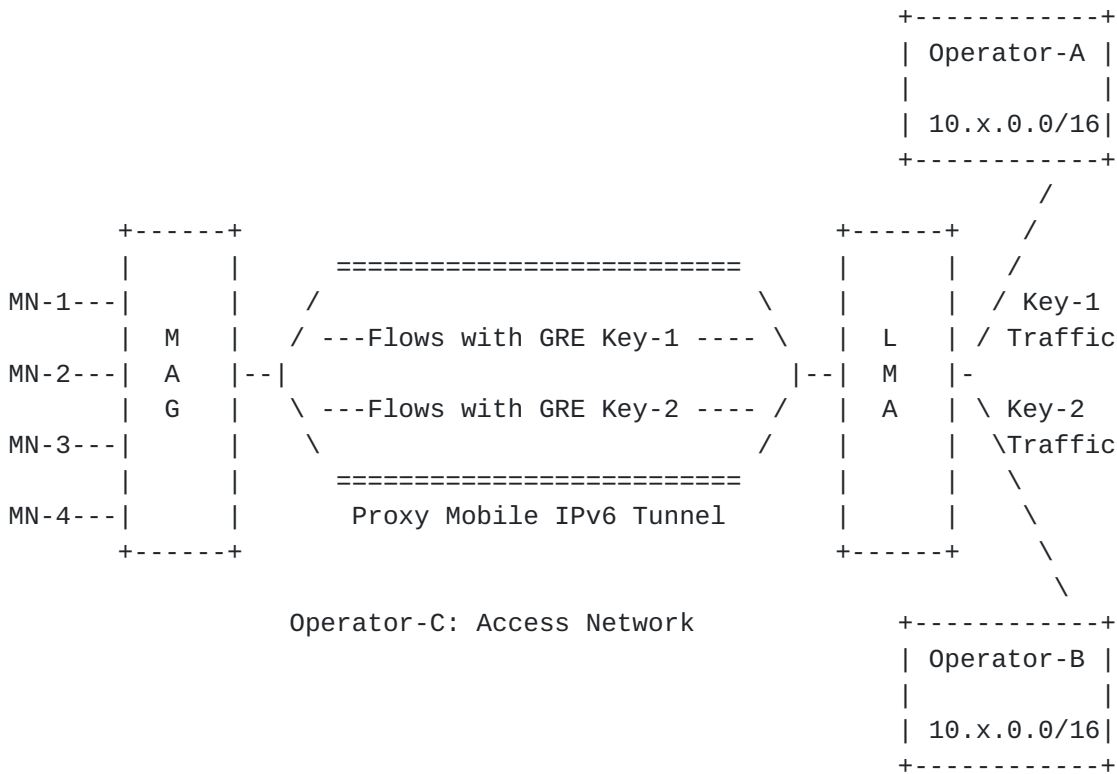 Operator-A
10.x.0.0/16
MN-1
Key-1
M ---Flows with GRE Key-1 ---- L Traffic
MN-2 A M
G ---Flows with GRE Key-2 ---- A Key-2
MN-3 Traffic
MN-4 Proxy Mobile IPv6 Tunnel
Operator-C: Access Network
Operator-B
10.x.0.0/16